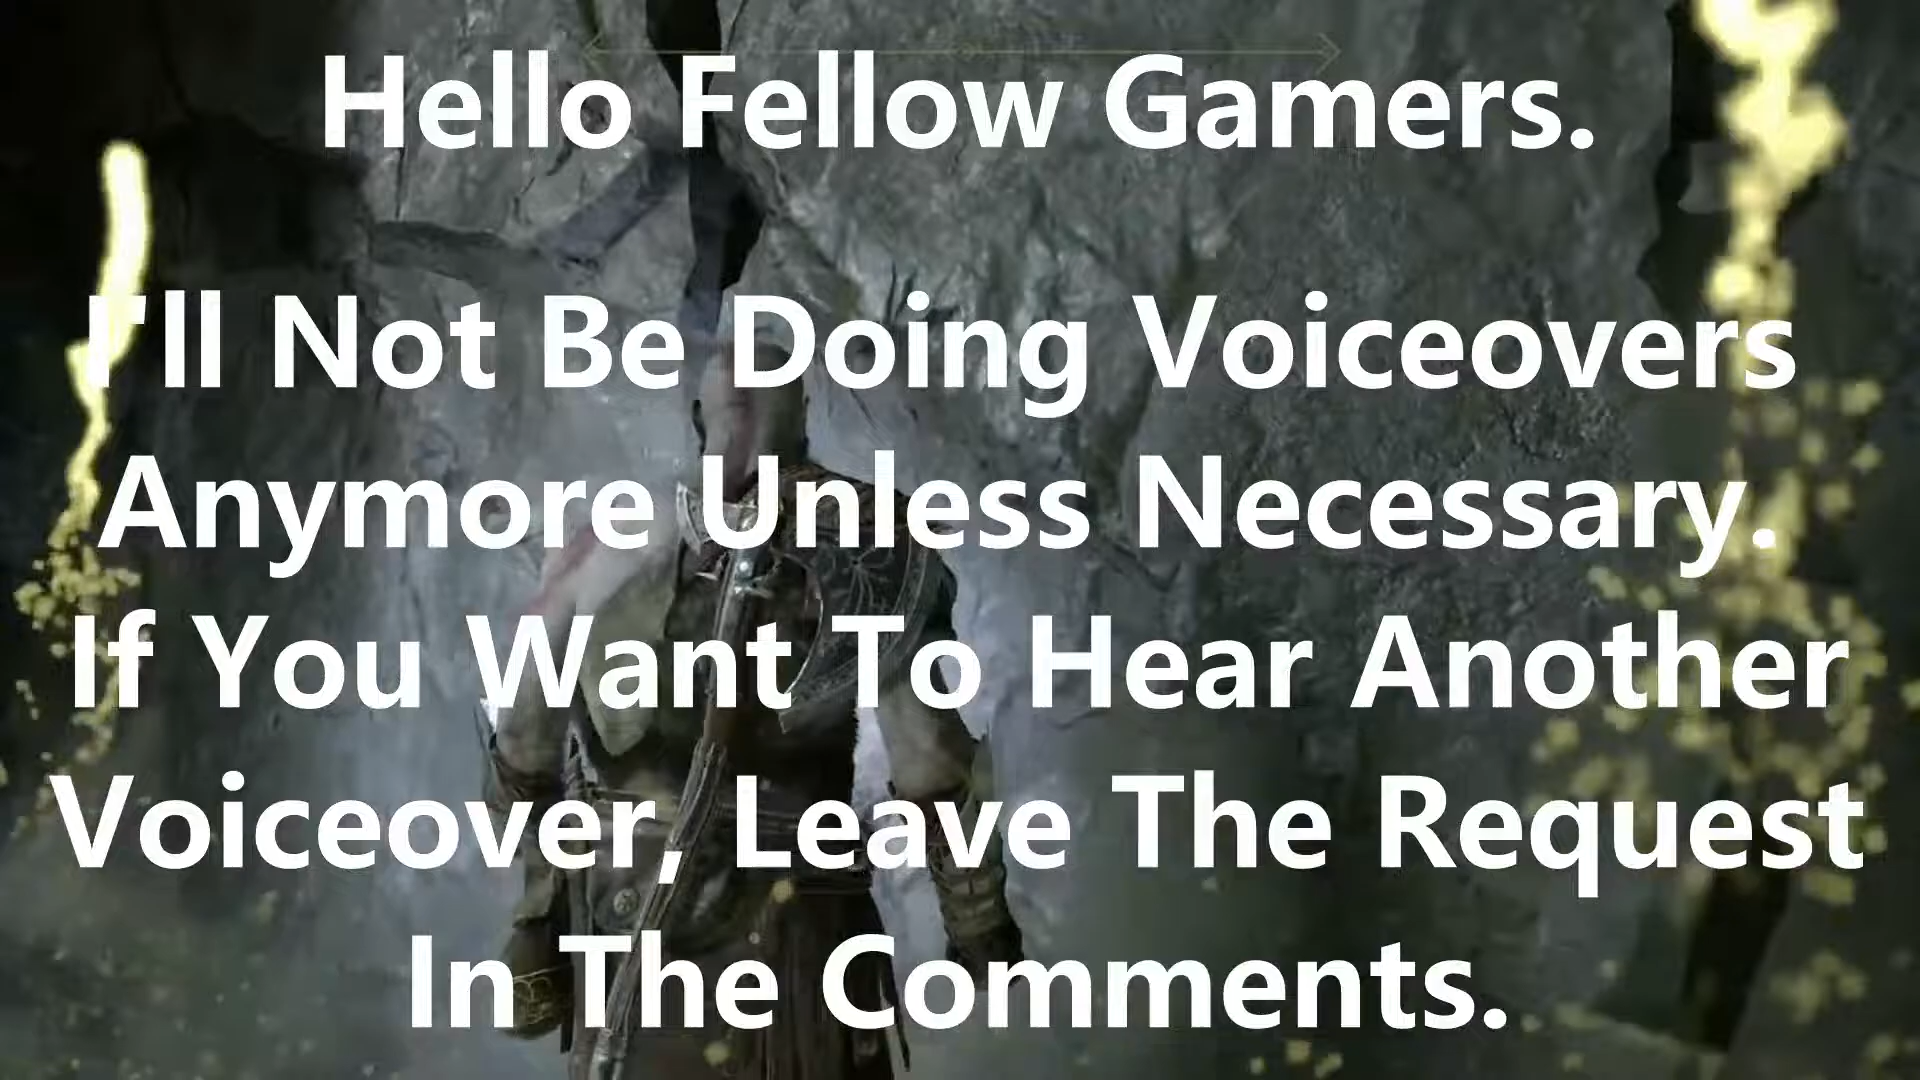 Hello Fellow Gamers.
I'll Not Be Doing Voiceovers
Anymore Unless Necessary.
If You Want To Hear Another
Voiceover, Leave The Request
In The Comments.